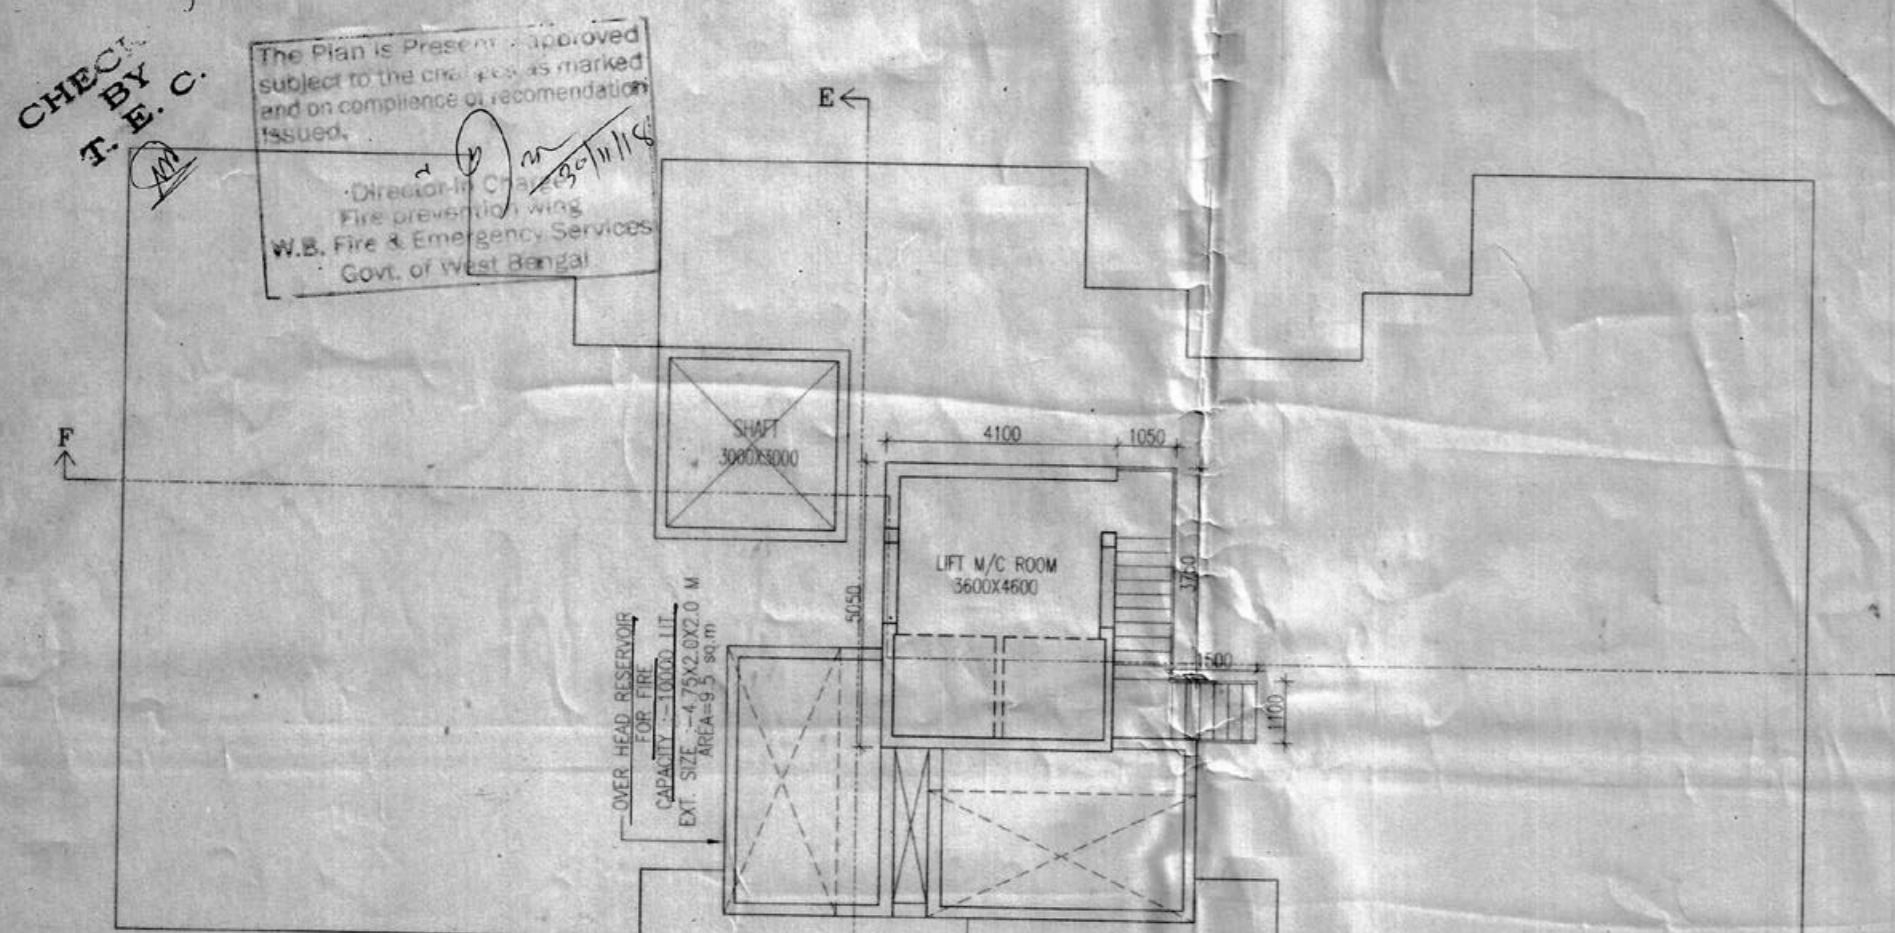 CHECK
BY
T. E. C.
The Plan is Present approved
subject to the changes as marked
and on complience of recomendation
issued.
30/11/18
Director-In Charge
Fire prevention wing
W.B. Fire & Emergency Services
Govt. of West Bengal
E
F
SHAFT
3000X3000
4100
1050
LIFT M/C ROOM
3600X4600
5050
3750
1500
1100
OVER HEAD RESERVOIR
FOR FIRE
CAPACITY :-10000 LIT.
EXT. SIZE :-4.75X2.0X2.0 M
AREA=9.5 sq.m